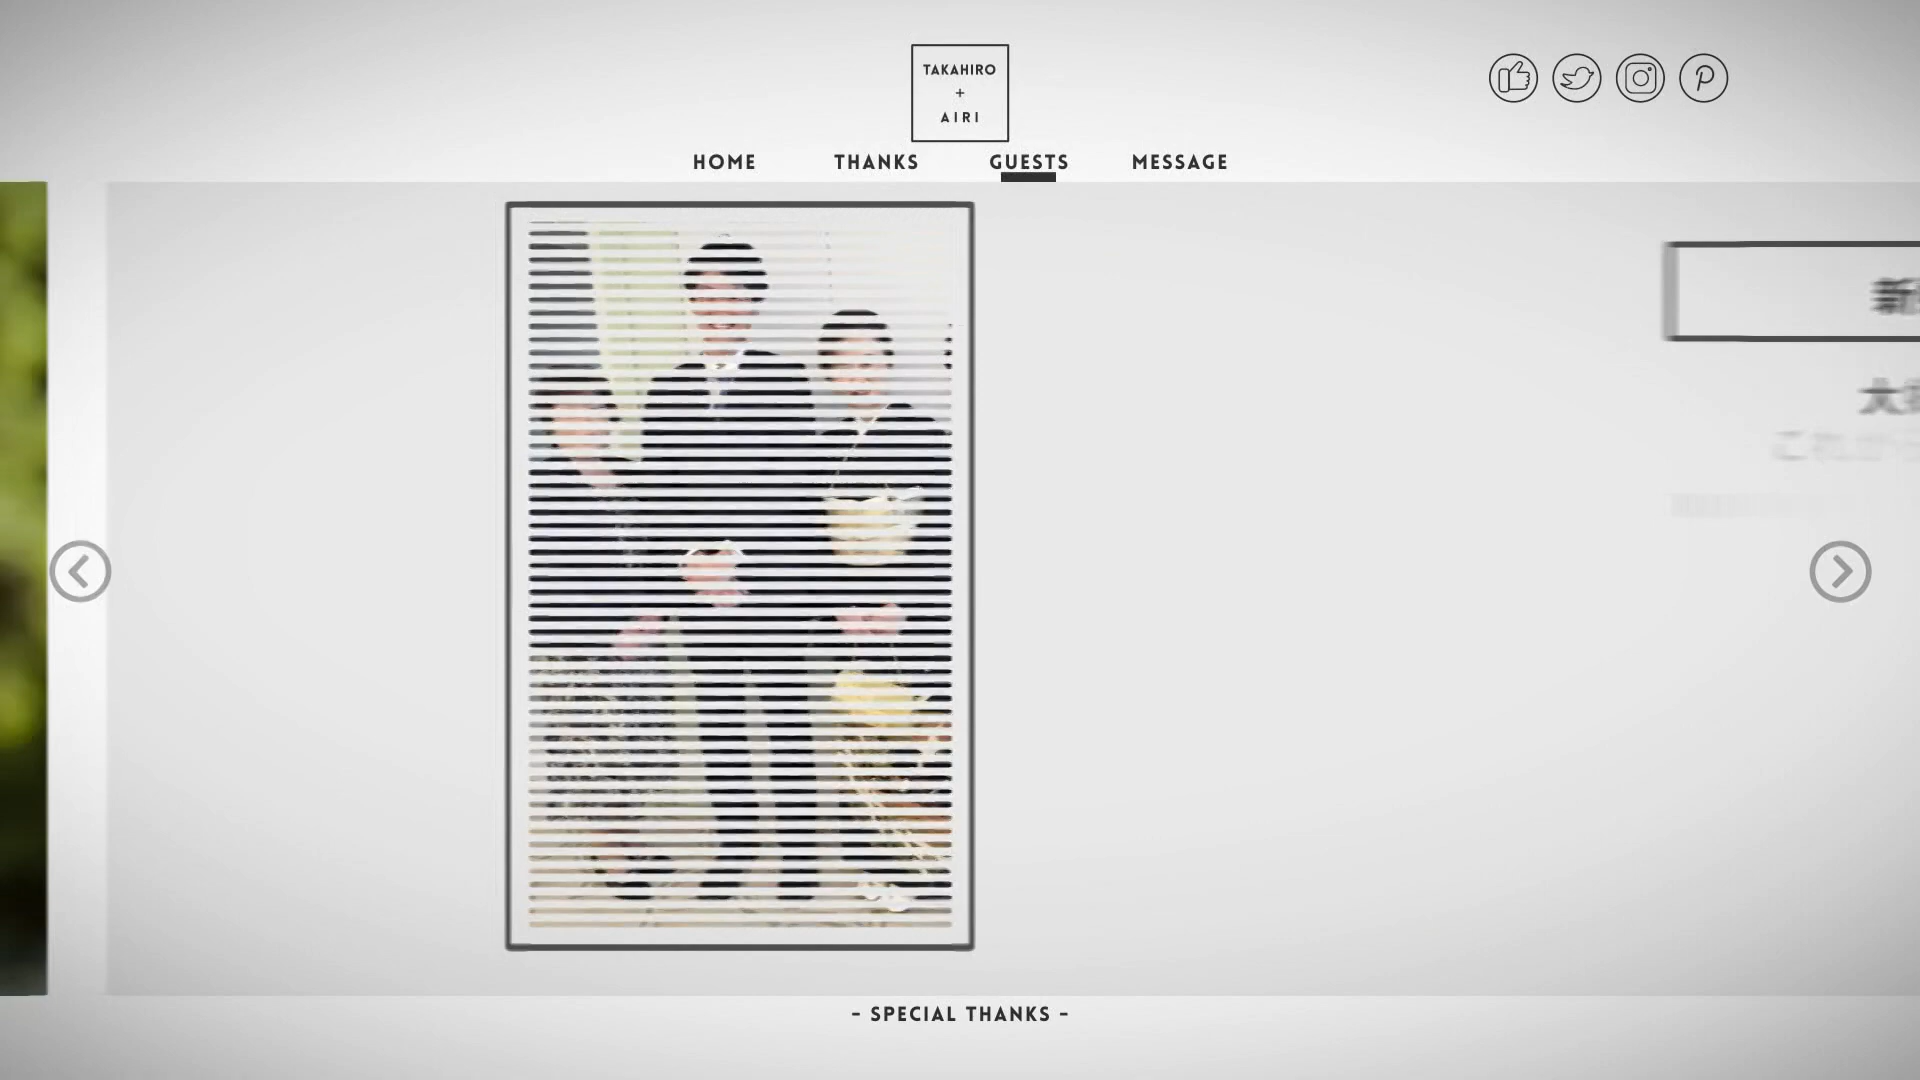 TAKAHIRO
+
AIRI
HOME THANKS GUESTS MESSAGE
- SPECIAL THANKS -